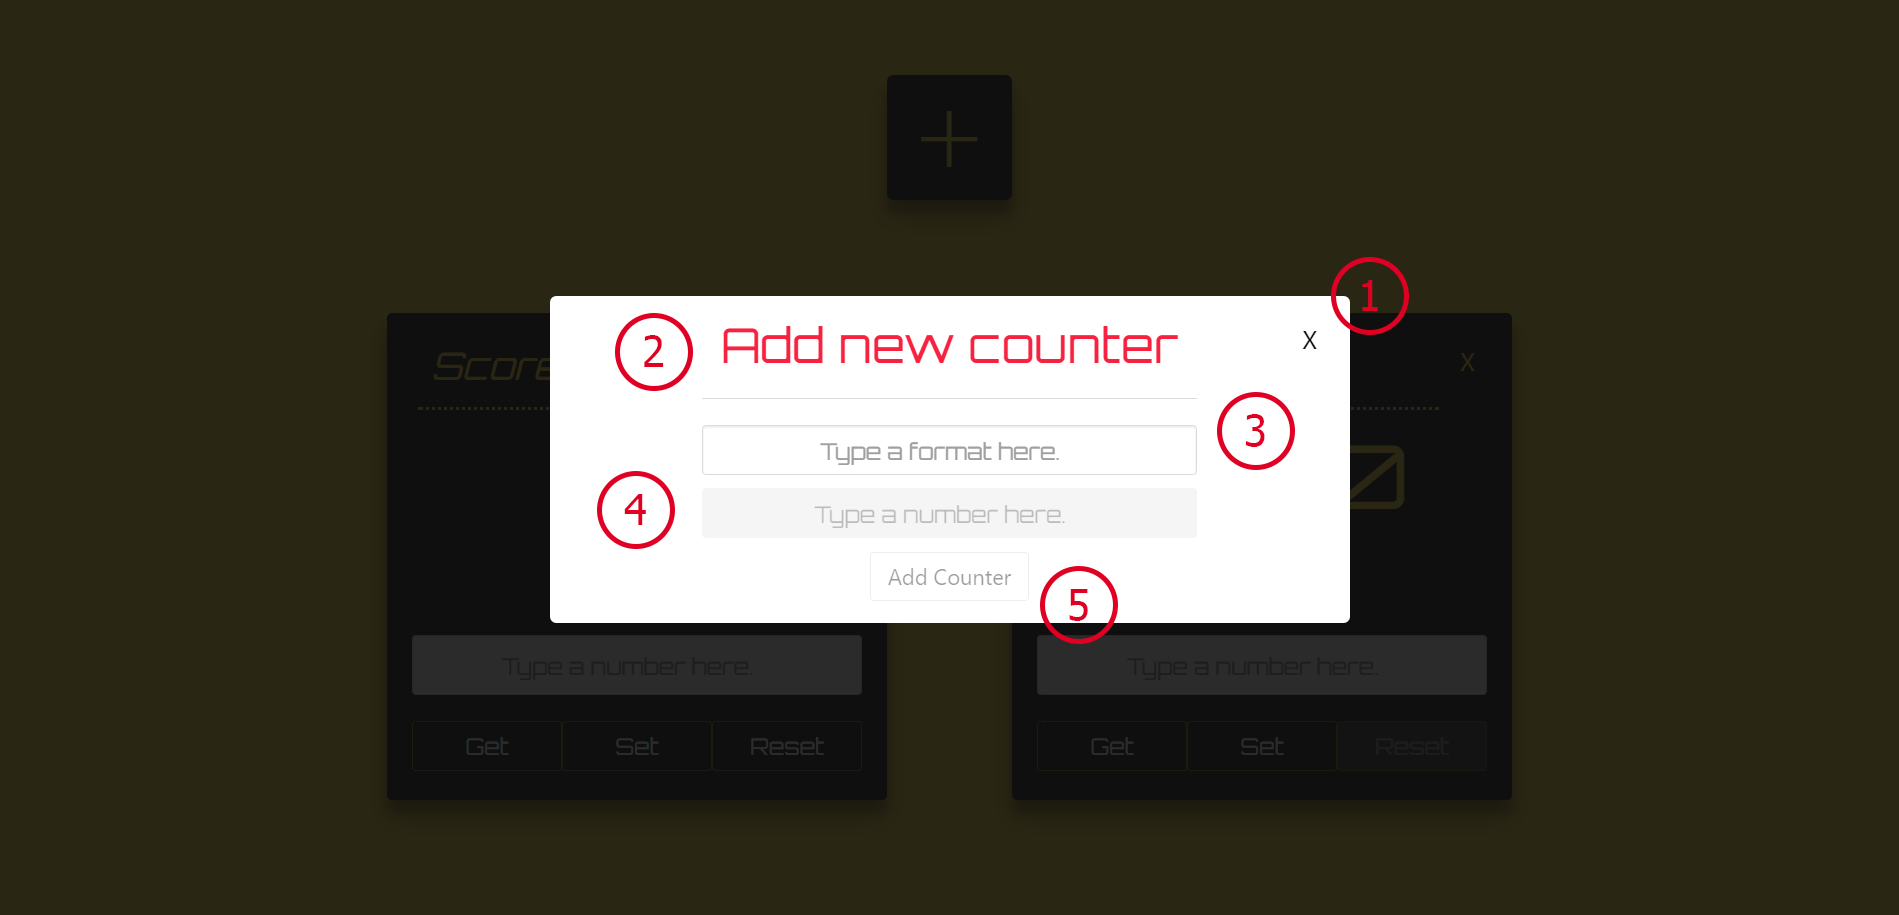 1
2 Add new counter X
Score X
3
Type a format here.
4 Type a number here.
Add Counter
5
Type a number here. Type a number here.
Get Set Reset Get Set Reset